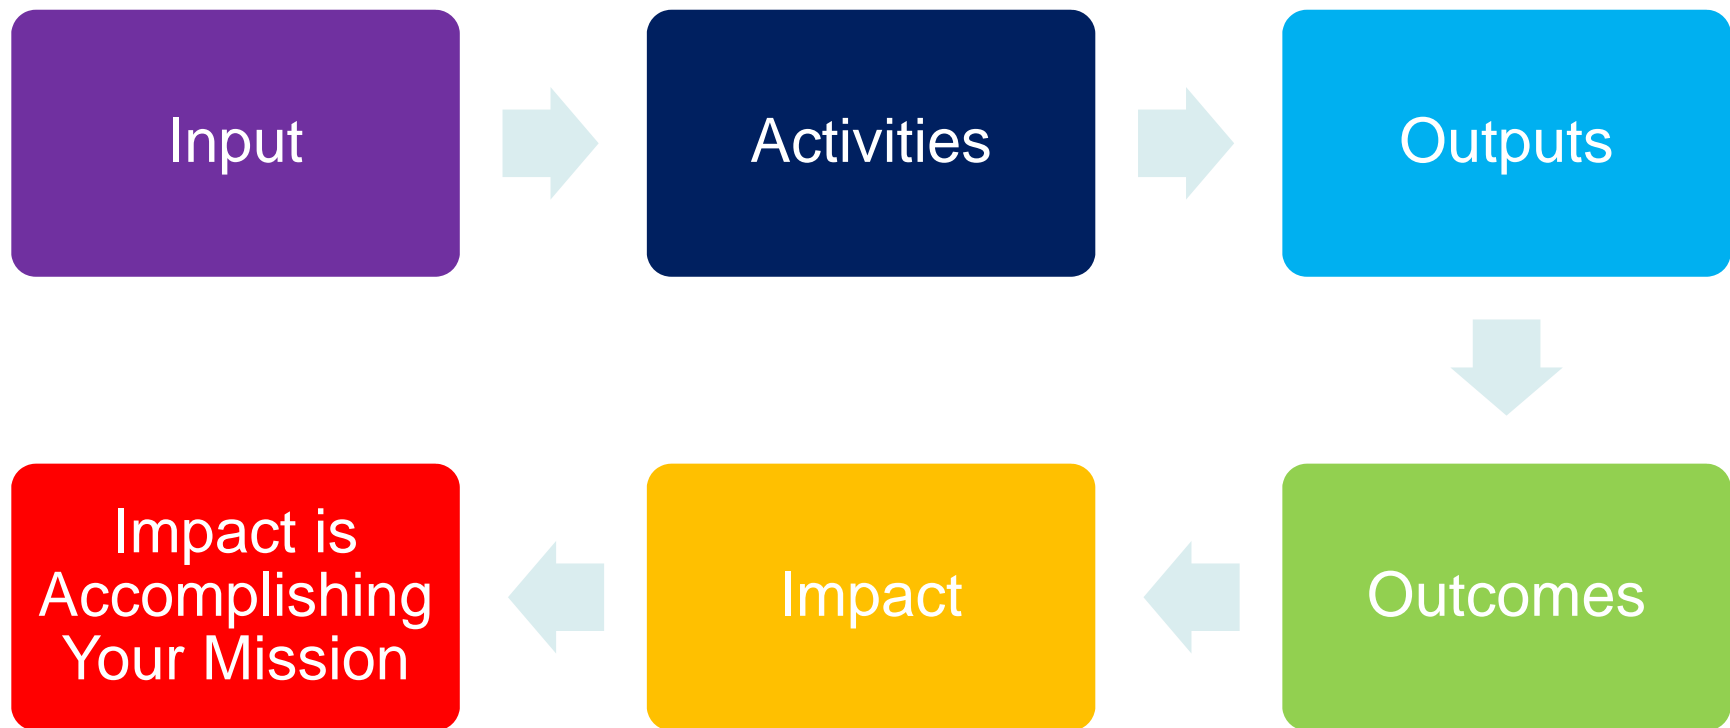 Input
Activities
Outputs
Outcomes
Impact
Impact is
Accomplishing
Your Mission